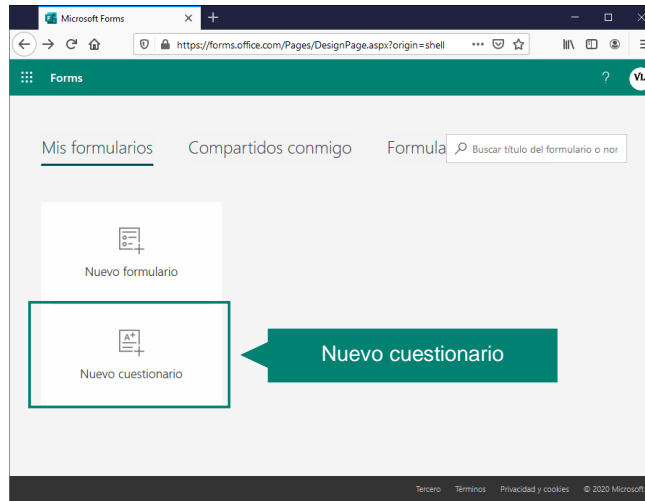 Microsoft Forms
https://forms.office.com/Pages/DesignPage.aspx?origin=shell
Forms
?
VL
Mis formularios Compartidos conmigo Formula Buscar título del formulario o nor
Nuevo formulario
A+
Nuevo cuestionario
Nuevo cuestionario
Tercero Términos Privacidad y cookies © 2020 Microsoft